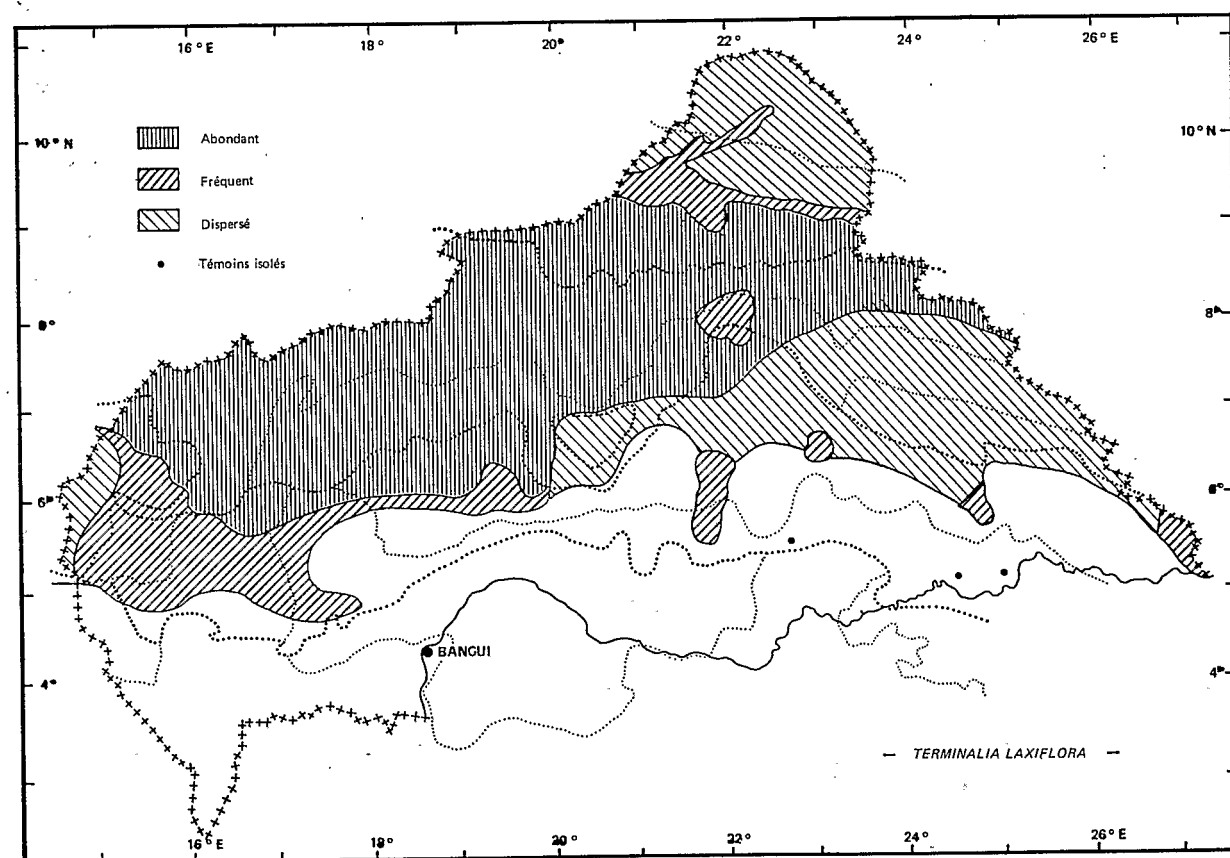 16°E 18° 20° 22° 24° 26°E
10°N 10°N
Abondant
Fréquent
Dispersé
Témoins isolés
8° 8°
6° 6°
BANGUI
4° 4°
TERMINALIA LAXIFLORA
16°E 18° 20° 22° 24° 26°E